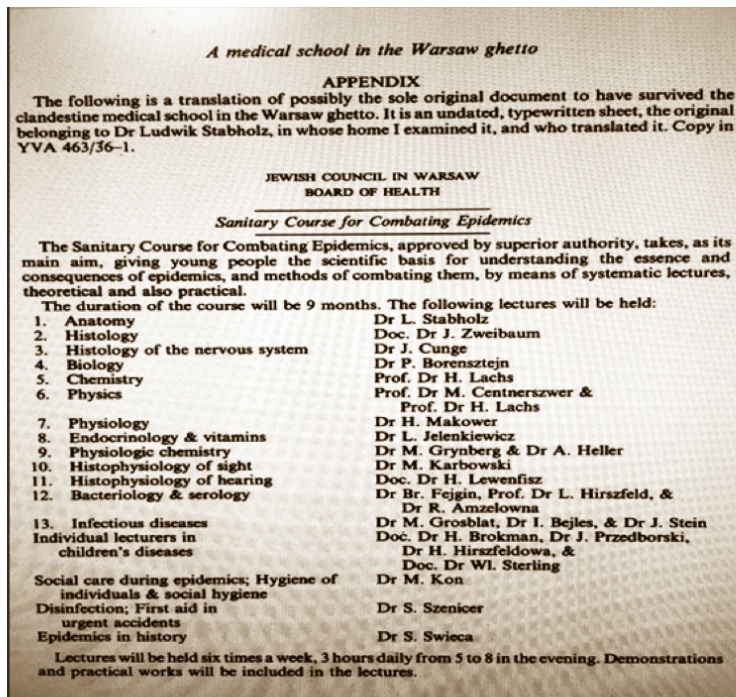 A medical school in the Warsaw ghetto
APPENDIX
The following is a translation of possibly the sole original document to have survived the
clandestine medical school in the Warsaw ghetto. It is an undated, typewritten sheet, the original
belonging to Dr Ludwik Stabholz, in whose home I examined it, and who translated it. Copy in
YVA 463/36–1.
JEWISH COUNCIL IN WARSAW
BOARD OF HEALTH
Sanitary Course for Combating Epidemics
The Sanitary Course for Combating Epidemics, approved by superior authority, takes, as its
main aim, giving young people the scientific basis for understanding the essence and
consequences of epidemics, and methods of combating them, by means of systematic lectures,
theoretical and also practical.
The duration of the course will be 9 months. The following lectures will be held:
1. Anatomy Dr L. Stabholz
2. Histology Doc. Dr J. Zweibaum
3. Histology of the nervous system Dr J. Cunge
4. Biology Dr P. Borensztejn
5. Chemistry Prof. Dr H. Lachs
6. Physics Prof. Dr M. Centnerszwer &
Prof. Dr H. Lachs
7. Physiology Dr H. Makower
8. Endocrinology & vitamins Dr L. Jelenkiewicz
9. Physiologic chemistry Dr M. Grynberg & Dr A. Heller
10. Histophysiology of sight Dr M. Karbowski
11. Histophysiology of hearing Doc. Dr H. Lewenfisz
12. Bacteriology & serology Dr Br. Fejgin, Prof. Dr L. Hirszfeld, &
Dr R. Amzelowna
13. Infectious diseases Dr M. Grosblat, Dr I. Bejles, & Dr J. Stein
Individual lecturers in Doc. Dr H. Brokman, Dr J. Przedborski,
children's diseases Dr H. Hirszfeldowa, &
Doc. Dr Wl. Sterling
Social care during epidemics; Hygiene of Dr M. Kon
individuals & social hygiene
Disinfection; First aid in Dr S. Szenicer
urgent accidents
Epidemics in history Dr S. Swieca
Lectures will be held six times a week, 3 hours daily from 5 to 8 in the evening. Demonstrations
and practical works will be included in the lectures.